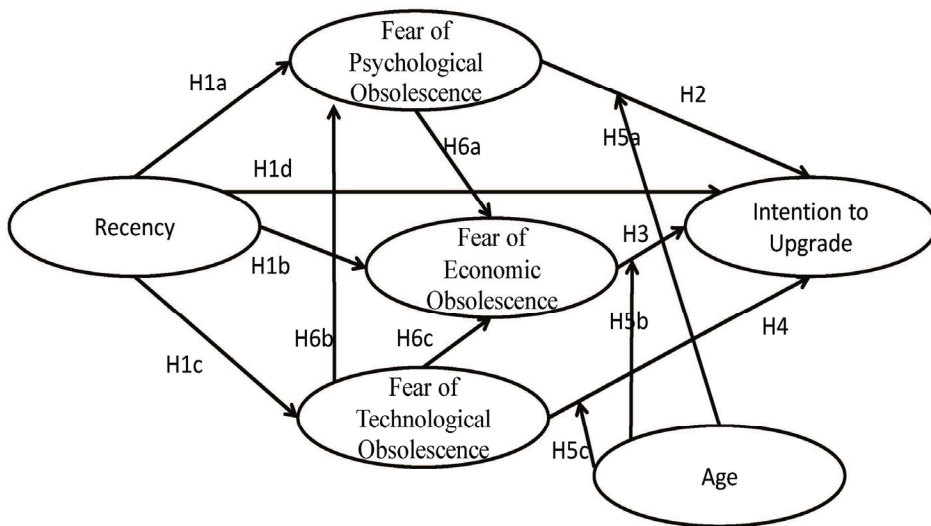 Fear of
Psychological
Obsolescence
H1a
H2
H5a
H6a
H1d
Recency
Intention to
Upgrade
H3
Fear of
Economic
Obsolescence
H1b
H5b
H4
H6b
H6c
H1c
Fear of
Technological
Obsolescence
H5c
Age